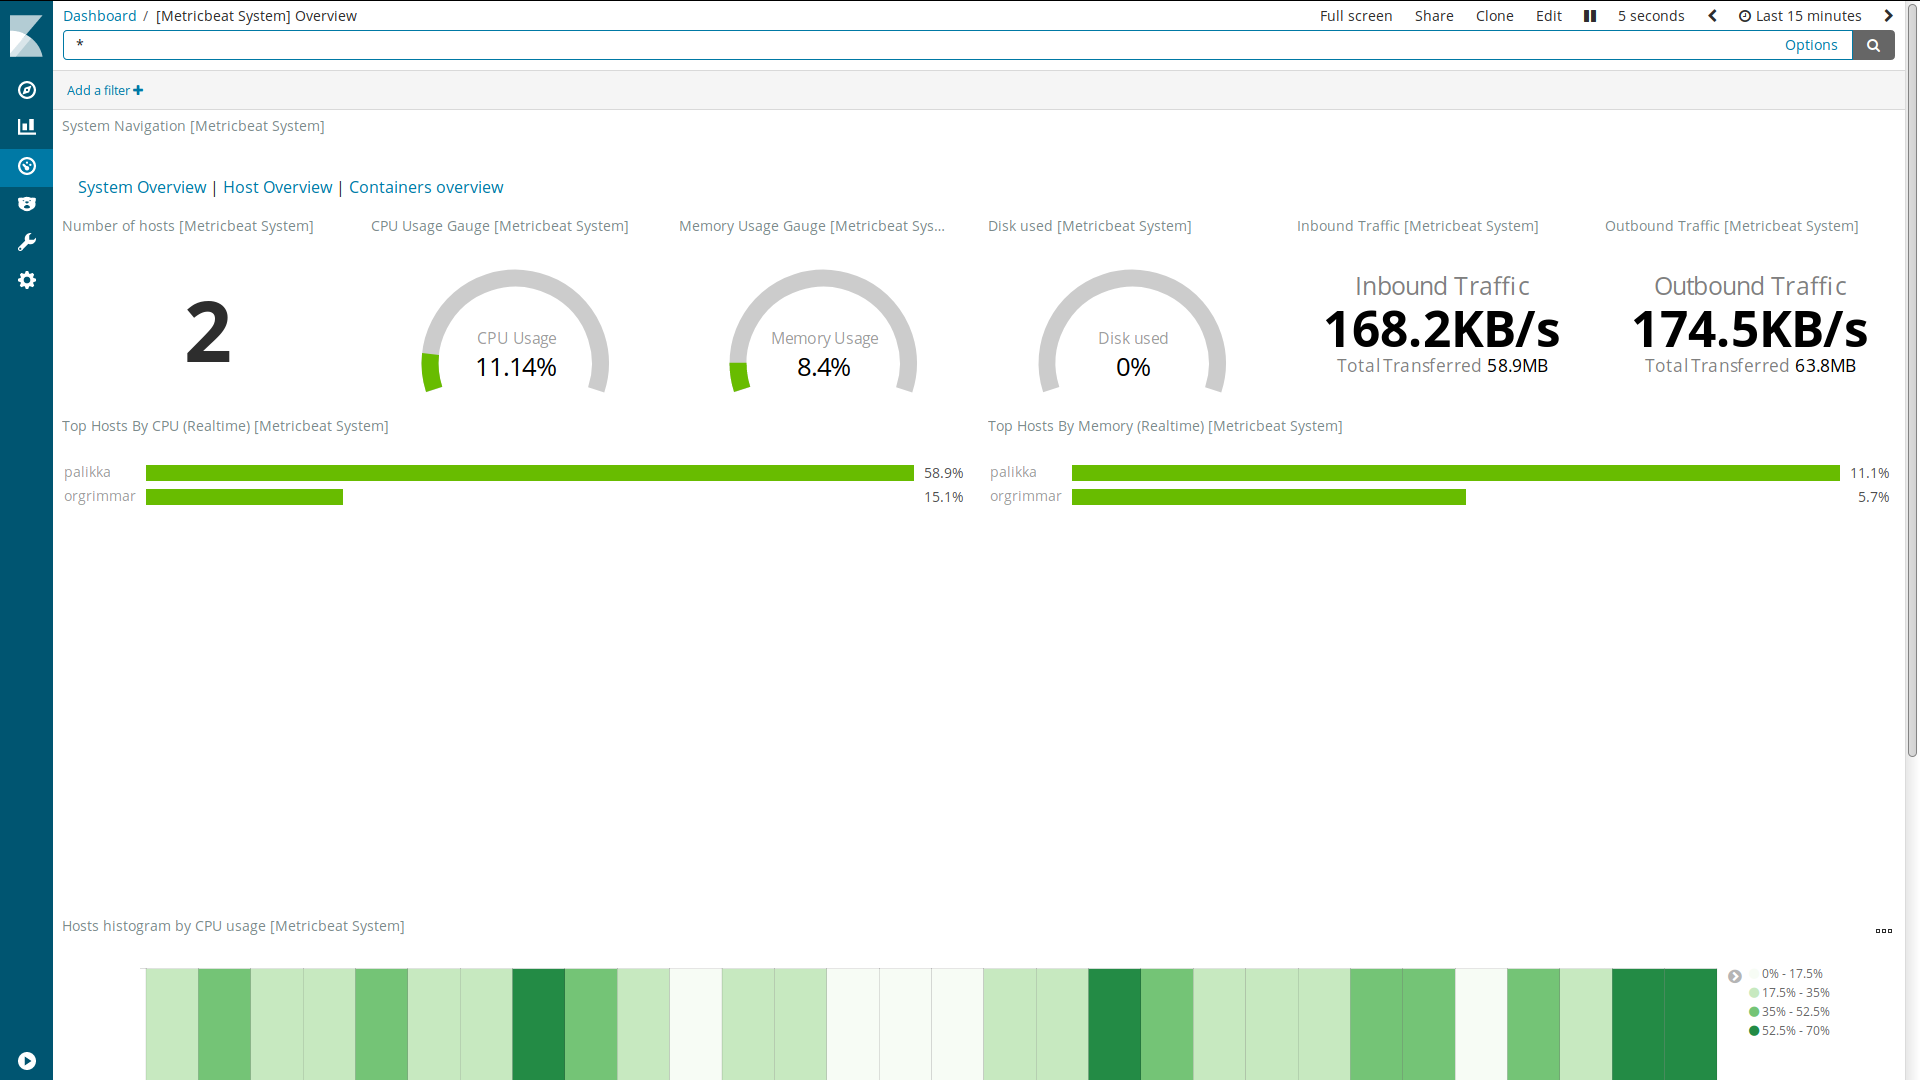 Dashboard / [Metricbeat System] Overview
Full screen Share Clone Edit 5 seconds Last 15 minutes
*
Options
Add a filter
System Navigation [Metricbeat System]
System Overview | Host Overview | Containers overview
Number of hosts [Metricbeat System]
2
CPU Usage Gauge [Metricbeat System]
CPU Usage
11.14%
Memory Usage Gauge [Metricbeat Sys...
Memory Usage
8.4%
Disk used [Metricbeat System]
Disk used
0%
Inbound Traffic [Metricbeat System]
Inbound Traffic
168.2KB/s
Total Transferred 58.9MB
Outbound Traffic [Metricbeat System]
Outbound Traffic
174.5KB/s
Total Transferred 63.8MB
Top Hosts By CPU (Realtime) [Metricbeat System]
palikka 58.9%
orgrimmar 15.1%
Top Hosts By Memory (Realtime) [Metricbeat System]
palikka 11.1%
orgrimmar 5.7%
Hosts histogram by CPU usage [Metricbeat System]
0% - 17.5%
17.5% - 35%
35% - 52.5%
52.5% - 70%